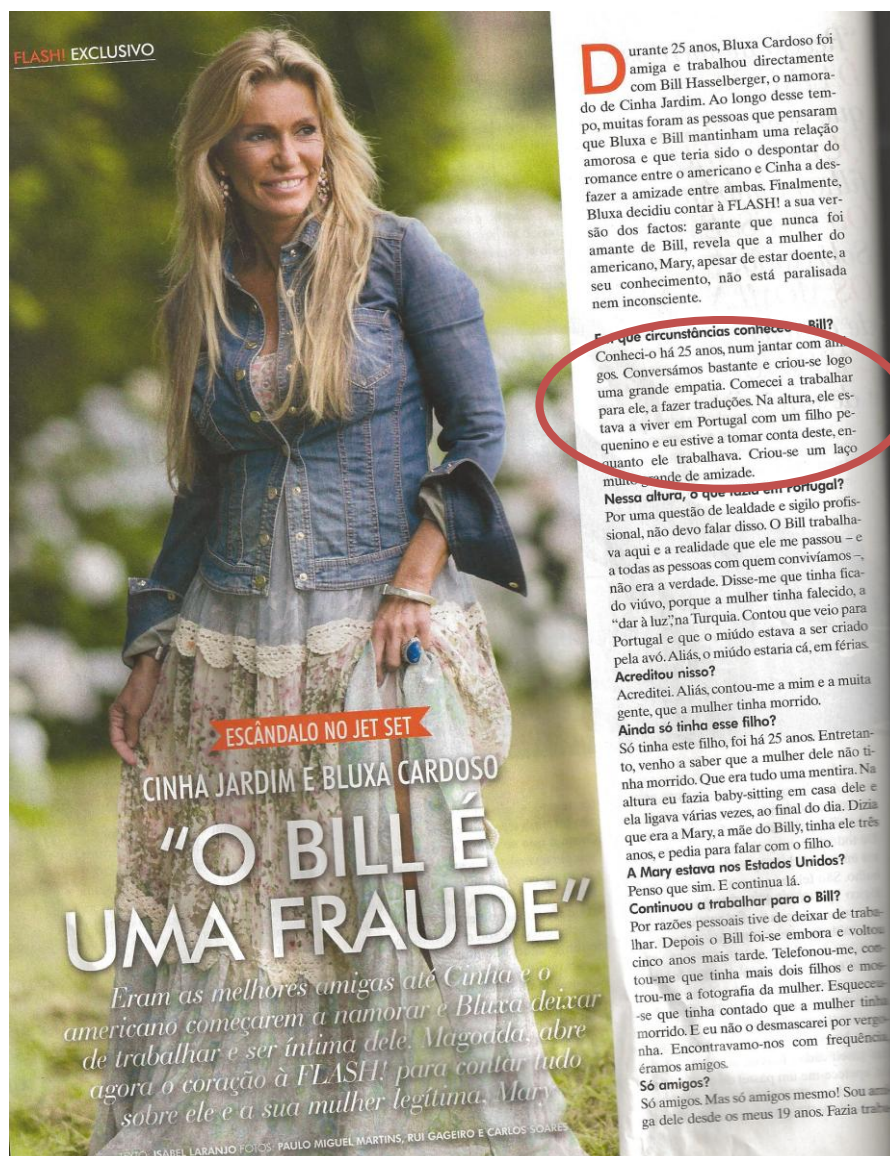 FLASH! EXCLUSIVO
ESCÂNDALO NO JET SET
CINHA JARDIM E BLUXA CARDOSO
“O BILL É
UMA FRAUDE”
Eram as melhores amigas até Cinha e o
americano começarem a namorar e Bluxa deixar
de trabalhar e ser íntima dele. Magoada, abre
agora o coração à FLASH! para contar tudo
sobre ele e a sua mulher legítima, Mary
ISABEL LARANJO FOTOS: PAULO MIGUEL MARTINS, RUI GAGEIRO E CARLOS SOARES
Durante 25 anos, Bluxa Cardoso foi
amiga e trabalhou directamente
com Bill Hasselberger, o namora-
do de Cinha Jardim. Ao longo desse tem-
po, muitas foram as pessoas que pensaram
que Bluxa e Bill mantinham uma relação
amorosa e que teria sido o despontar do
romance entre o americano e Cinha a des-
fazer a amizade entre ambas. Finalmente,
Bluxa decidiu contar à FLASH! a sua ver-
são dos factos: garante que nunca foi
amante de Bill, revela que a mulher do
americano, Mary, apesar de estar doente, a
seu conhecimento, não está paralisada
nem inconsciente.
que circunstâncias conheceu Bill?
Conheci-o há 25 anos, num jantar com
gos. Conversámos bastante e criou-se logo
uma grande empatia. Comecei a trabalhar
para ele, a fazer traduções. Na altura, ele es-
tava a viver em Portugal com um filho pe-
quenino e eu estive a tomar conta deste, en-
quanto ele trabalhava. Criou-se um laço
muito grande de amizade.
Nessa altura, o que fazia em Portugal?
Por uma questão de lealdade e sigilo profis-
sional, não devo falar disso. O Bill trabalha-
va aqui e a realidade que ele me passou – e
a todas as pessoas com quem convivíamos –,
não era a verdade. Disse-me que tinha fica-
do viúvo, porque a mulher tinha falecido, a
“dar à luz”, na Turquia. Contou que veio para
Portugal e que o miúdo estava a ser criado
pela avó. Aliás, o miúdo estaria cá, em férias.
Acreditou nisso?
Acreditei. Aliás, contou-me a mim e a muita
gente, que a mulher tinha morrido.
Ainda só tinha esse filho?
Só tinha este filho, foi há 25 anos. Entretan-
to, venho a saber que a mulher dele não ti-
nha morrido. Que era tudo uma mentira. Na
altura eu fazia baby-sitting em casa dele e
ela ligava várias vezes, ao final do dia. Dizia
que era a Mary, a mãe do Billy, tinha ele três
anos, e pedia para falar com o filho.
A Mary estava nos Estados Unidos?
Penso que sim. E continua lá.
Continuou a trabalhar para o Bill?
Por razões pessoais tive de deixar de traba-
lhar. Depois o Bill foi-se embora e voltou
cinco anos mais tarde. Telefonou-me, con-
tou-me que tinha mais dois filhos e mos-
trou-me a fotografia da mulher. Esqueceu-
-se que tinha contado que a mulher tinha
morrido. E eu não o desmascarei por vergo-
nha. Encontravamo-nos com frequência,
éramos amigos.
Só amigos?
Só amigos. Mas só amigos mesmo! Sou ami-
ga dele desde os meus 19 anos. Fazia